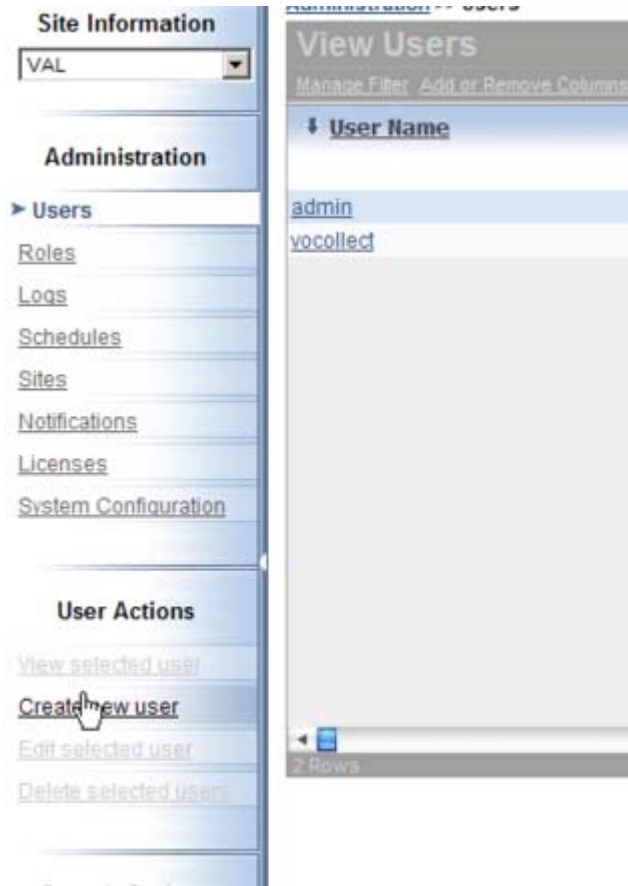 Site Information
VAL
Administration
Users
Roles
Logs
Schedules
Sites
Notifications
Licenses
System Configuration
User Actions
View selected user
Create new user
Edit selected user
Delete selected users
Administration >> Users
View Users
Manage Filter Add or Remove Columns
User Name
admin
vocollect
2 Rows